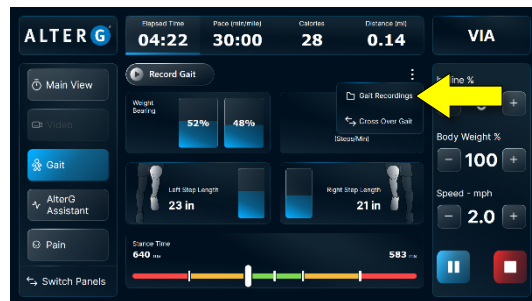 ALTER G
Elapsed Time
04:22
Pace (min/mile)
30:00
Calories
28
Distance (mi)
0.14
VIA
Main View
Video
Gait
AlterG
Assistant
Pain
Switch Panels
Record Gait
Weight
Bearing
52%
48%
(Steps/Min)
Gait Recordings
Cross Over Gait
Left Step Length
23 in
Right Step Length
21 in
Stance Time
640 ms
583 ms
%
Body Weight %
− 100 +
Speed - mph
− 2.0 +